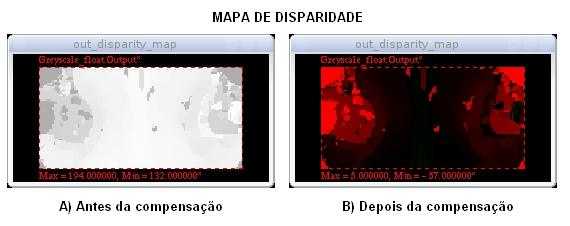 MAPA DE DISPARIDADE
out_disparity_map
out_disparity_map
Greyscale_float Output"
Greyscale_float Output"
Max = 194.000000, Min = 132.000000"
Max = 5.000000, Min = -57.000000"
A) Antes da compensação
B) Depois da compensação